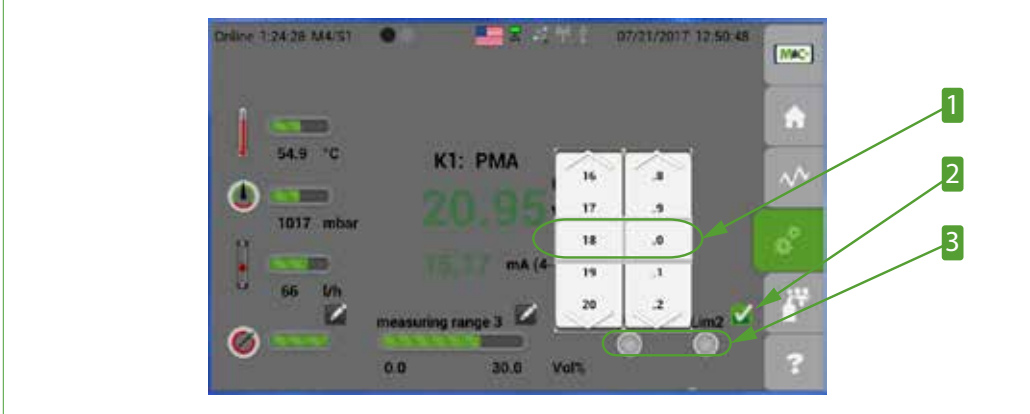 Online 1:24:28 M4/S1 07/21/2017 12:50:48
M&C
54.9 °C
1017 mbar
66 l/h
K1: PMA
20.95
mA (4-
measuring range 3
0.0 30.0 Vol%
16 .8
17 .9
18 .0
19 .1
20 .2
Lim2
?
1
2
3